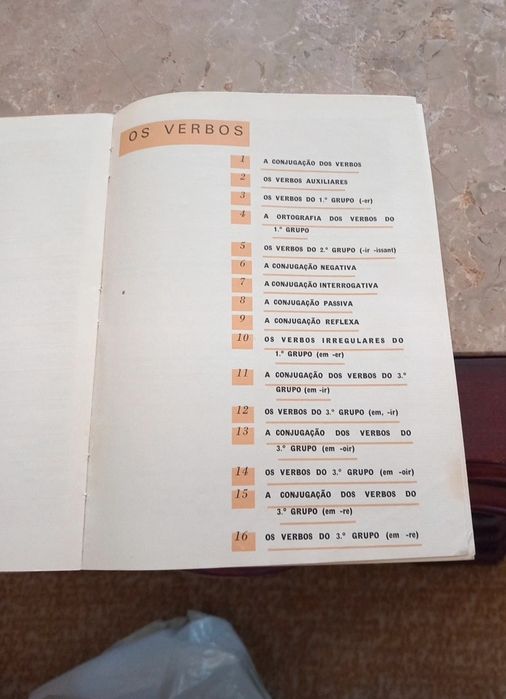 OS VERBOS
1 A CONJUGAÇÃO DOS VERBOS
2 OS VERBOS AUXILIARES
3 OS VERBOS DO 1.º GRUPO (-er)
4 A ORTOGRAFIA DOS VERBOS DO
1.º GRUPO
5 OS VERBOS DO 2.º GRUPO (-ir -issant)
6 A CONJUGAÇÃO NEGATIVA
7 A CONJUGAÇÃO INTERROGATIVA
8 A CONJUGAÇÃO PASSIVA
9 A CONJUGAÇÃO REFLEXA
10 OS VERBOS IRREGULARES DO
1.º GRUPO (em -er)
11 A CONJUGAÇÃO DOS VERBOS DO 3.º
GRUPO (em -ir)
12 OS VERBOS DO 3.º GRUPO (em, -ir)
13 A CONJUGAÇÃO DOS VERBOS DO
3.º GRUPO (em -oir)
14 OS VERBOS DO 3.º GRUPO (em -oir)
15 A CONJUGAÇÃO DOS VERBOS DO
3.º GRUPO (em -re)
16 OS VERBOS DO 3.º GRUPO (em -re)